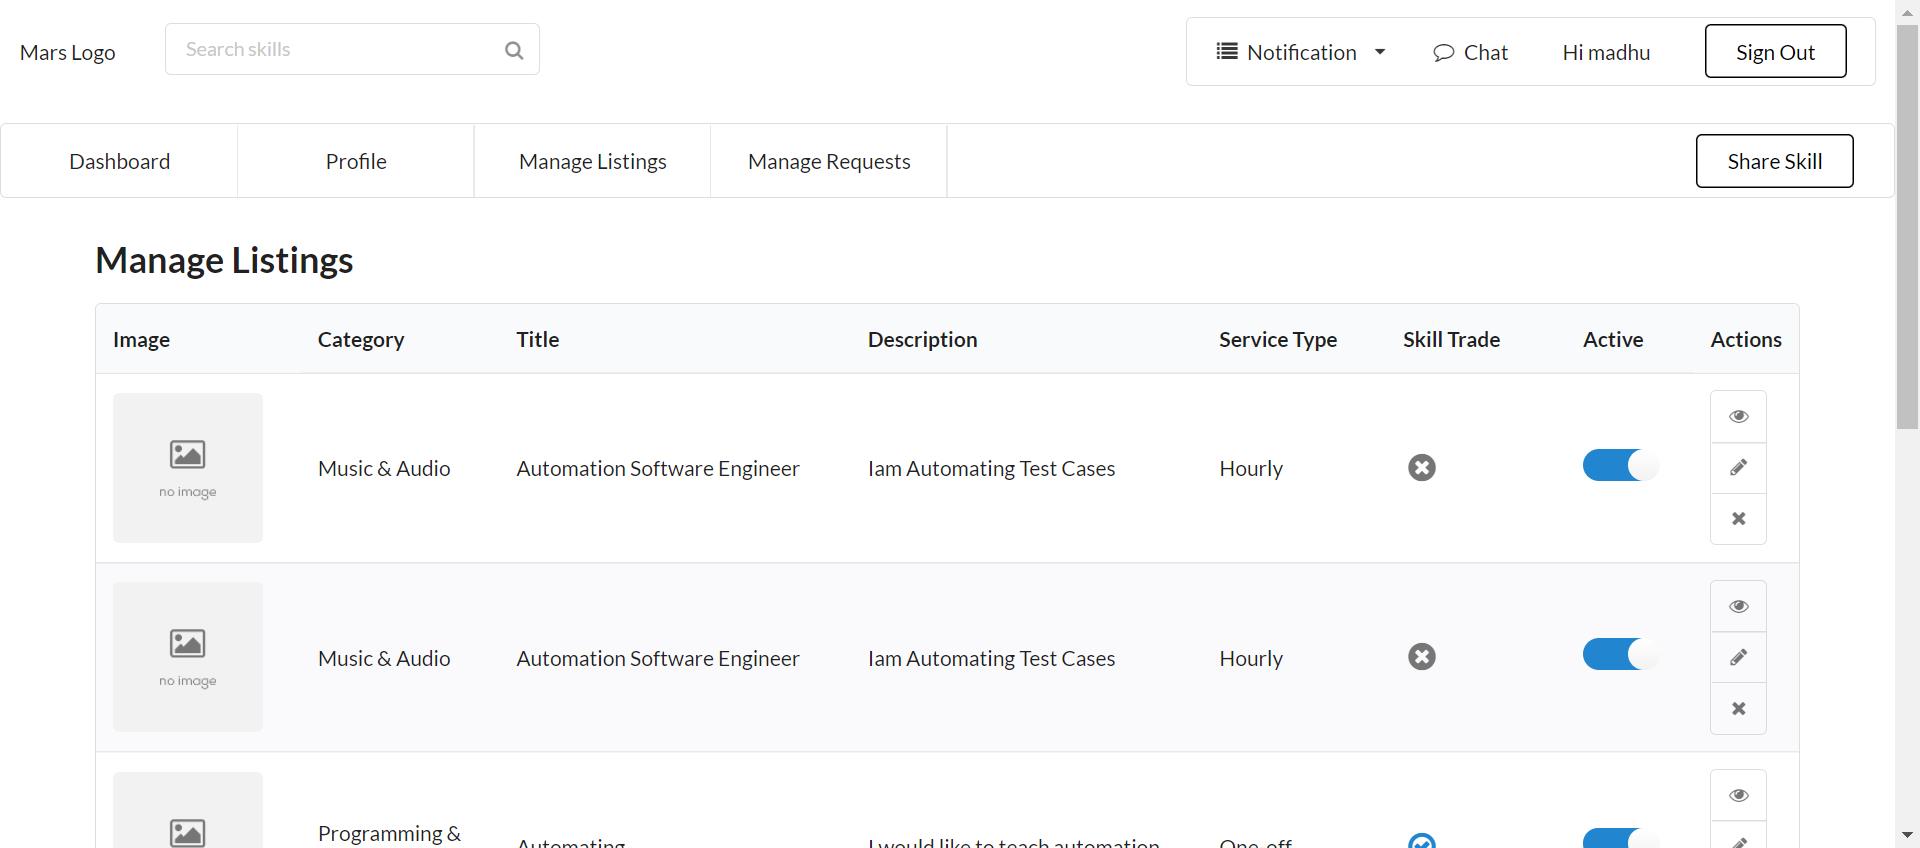 Mars Logo
Search skills
Notification
Chat
Hi madhu
Sign Out
Dashboard
Profile
Manage Listings
Manage Requests
Share Skill
Manage Listings
Image Category Title Description Service Type Skill Trade Active Actions
no image
Music & Audio Automation Software Engineer Iam Automating Test Cases Hourly
no image
Music & Audio Automation Software Engineer Iam Automating Test Cases Hourly
Programming &
Automating I would like to teach automation One-off